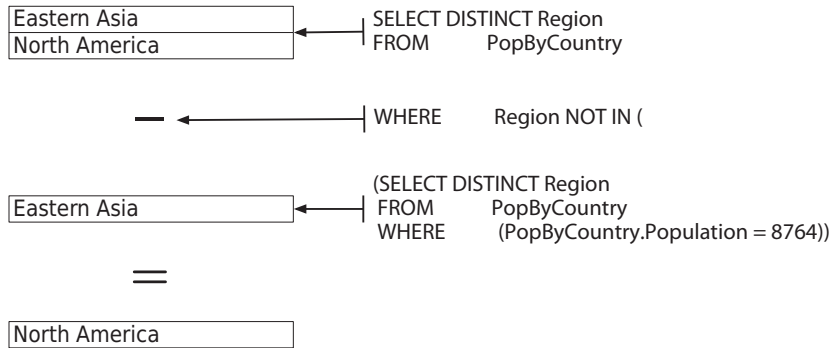 Eastern Asia
North America
SELECT DISTINCT Region
FROM PopByCountry
WHERE Region NOT IN (
Eastern Asia
(SELECT DISTINCT Region
FROM PopByCountry
WHERE (PopByCountry.Population = 8764))
North America